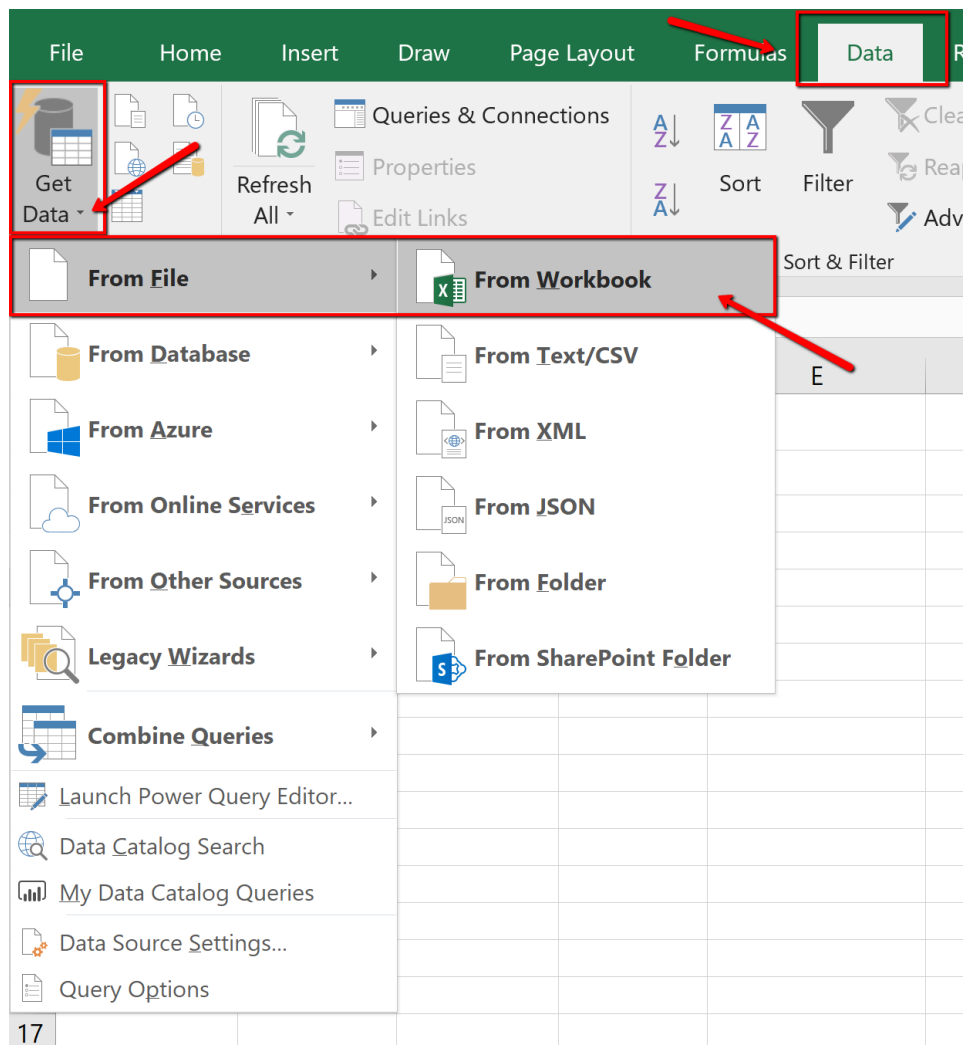 File Home Insert Draw Page Layout Formulas Data
Get Data
Refresh All
Queries & Connections
Properties
Edit Links
A Z
Z A
Z A A Z
Sort
Filter
Sort & Filter
From File
From Database
From Azure
From Online Services
From Other Sources
Legacy Wizards
Combine Queries
Launch Power Query Editor...
Data Catalog Search
My Data Catalog Queries
Data Source Settings...
Query Options
X
From Workbook
From Text/CSV
From XML
JSON
From JSON
From Folder
S
From SharePoint Folder
E
17